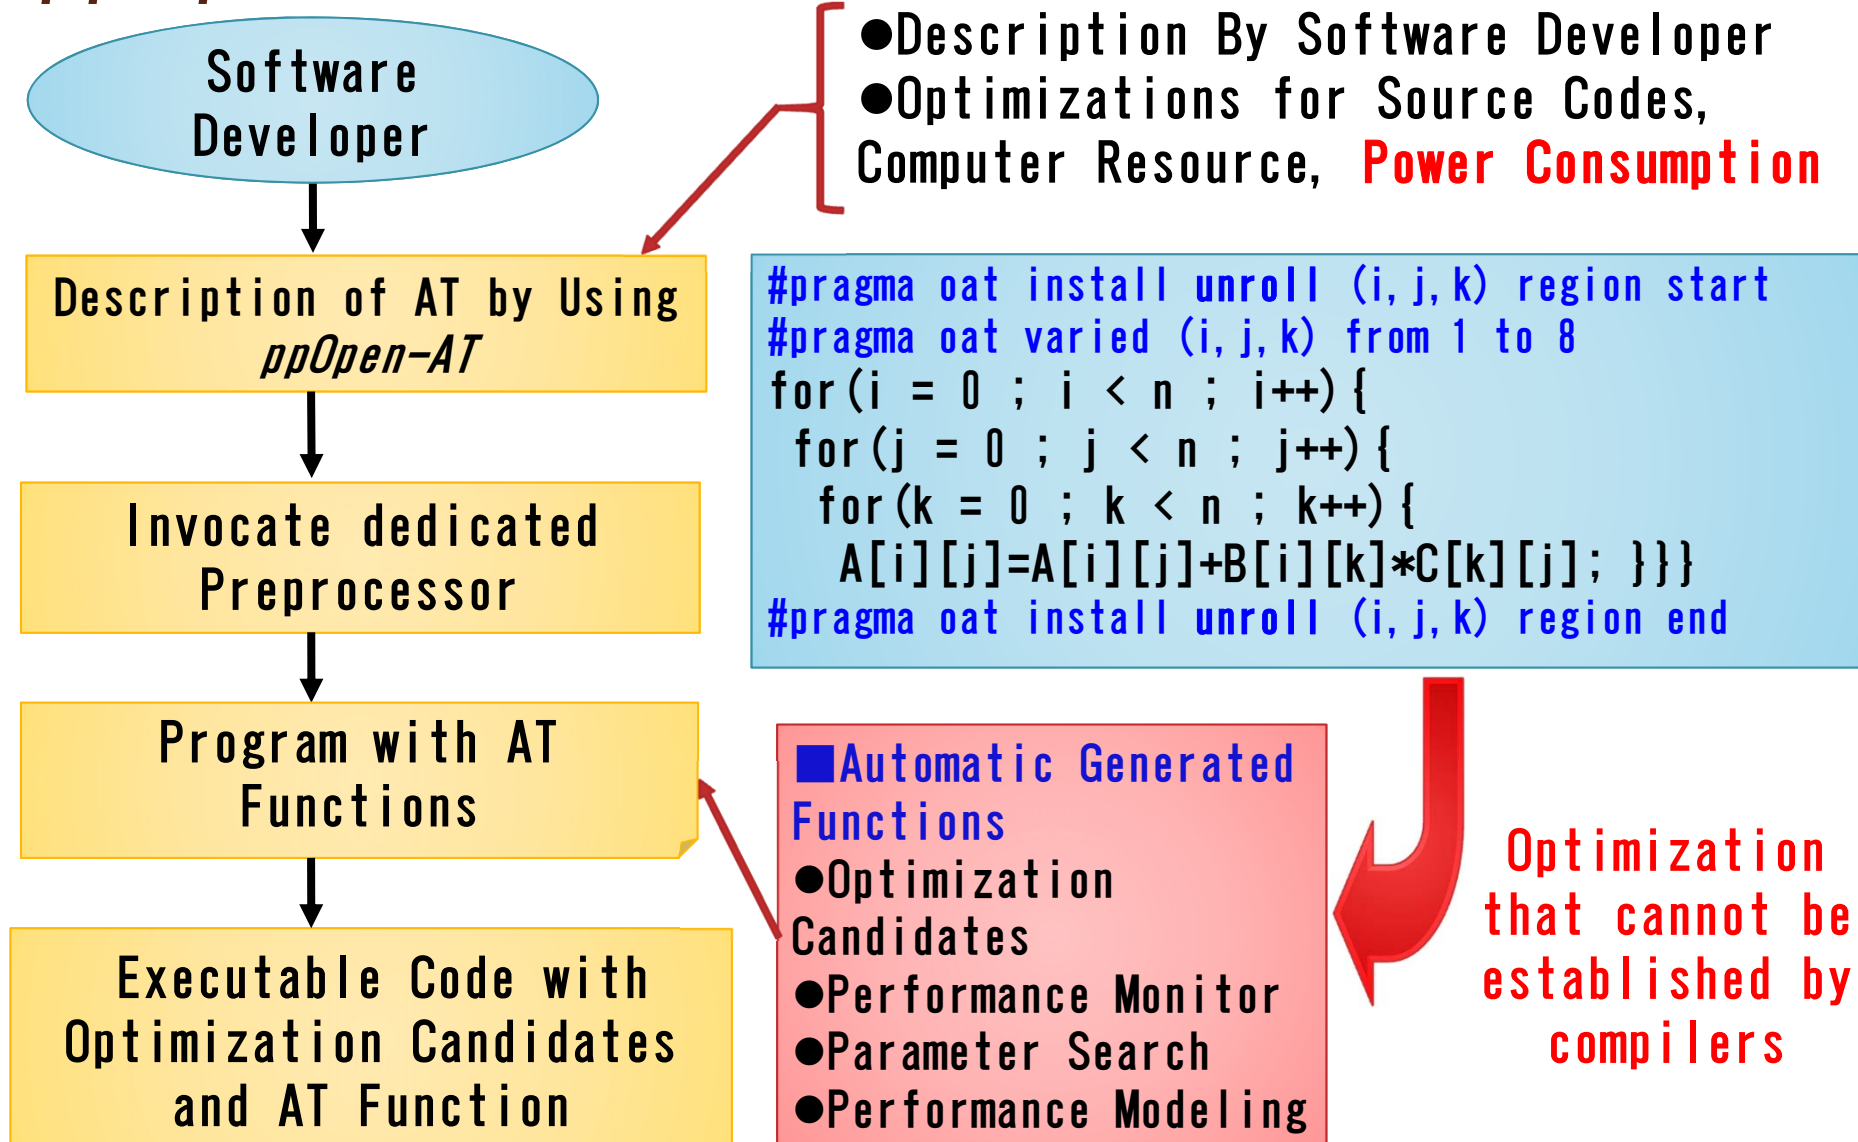 Software
Developer
●Description By Software Developer
●Optimizations for Source Codes,
Computer Resource, Power Consumption
Description of AT by Using
ppOpen-AT
#pragma oat install unroll (i,j,k) region start
#pragma oat varied (i,j,k) from 1 to 8
for(i = 0 ; i < n ; i++){
for(j = 0 ; j < n ; j++){
for(k = 0 ; k < n ; k++){
A[i][j]=A[i][j]+B[i][k]*C[k][j]; }}}
#pragma oat install unroll (i,j,k) region end
Invocate dedicated
Preprocessor
Program with AT
Functions
■Automatic Generated
Functions
●Optimization
Candidates
●Performance Monitor
●Parameter Search
●Performance Modeling
Optimization
that cannot be
established by
compilers
Executable Code with
Optimization Candidates
and AT Function